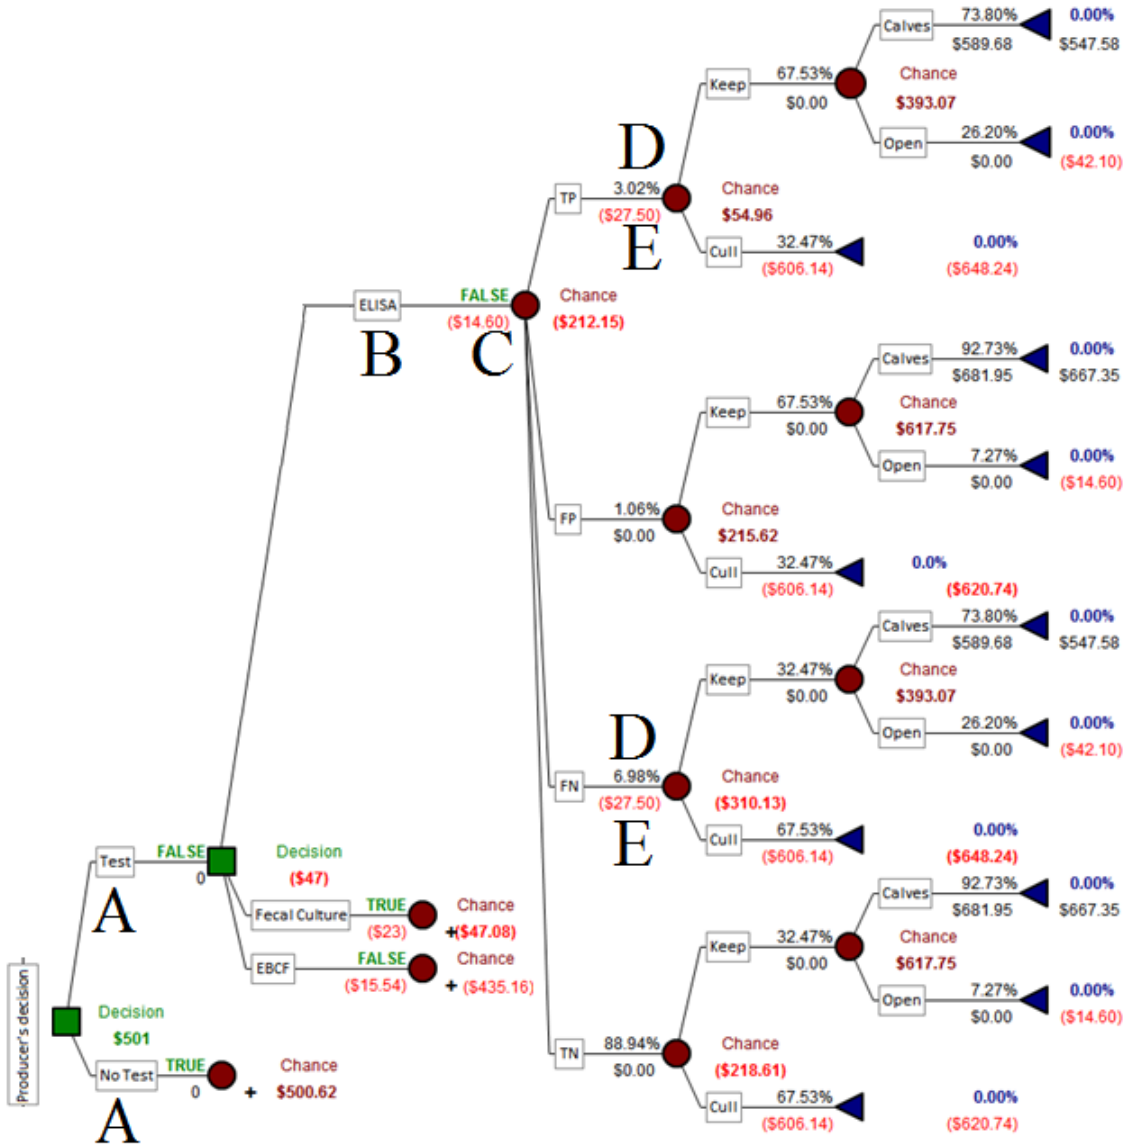 73.80% 0.00%
Calves
$589.68 $547.58
67.53% Chance
Keep
$0.00 $393.07
D
26.20% 0.00%
Open
$0.00 ($42.10)
3.02% Chance
TP
($27.50) $54.96
E
32.47% 0.00%
Cull
($606.14) ($648.24)
FALSE Chance
ELISA
($14.60) ($212.15)
B C
92.73% 0.00%
Calves
$681.95 $667.35
67.53% Chance
Keep
$0.00 $617.75
7.27% 0.00%
Open
$0.00 ($14.60)
1.06% Chance
FP
$0.00 $215.62
32.47% 0.0%
Cull
($606.14) ($620.74)
73.80% 0.00%
Calves
$589.68 $547.58
32.47% Chance
Keep
$0.00 $393.07
D
26.20% 0.00%
Open
$0.00 ($42.10)
6.98% Chance
FN
($27.50) ($310.13)
E
67.53% 0.00%
Cull
($606.14) ($648.24)
FALSE Decision
Test
0 ($47)
A
TRUE Chance
Fecal Culture
($23) +($47.08)
FALSE Chance
EBCF
($15.54) + ($435.16)
92.73% 0.00%
Calves
$681.95 $667.35
32.47% Chance
Keep
$0.00 $617.75
7.27% 0.00%
Open
$0.00 ($14.60)
Producer's decision
Decision
$501
88.94% Chance
TN
$0.00 ($218.61)
TRUE Chance
No Test
0 + $500.62
A
67.53% 0.00%
Cull
($606.14) ($620.74)